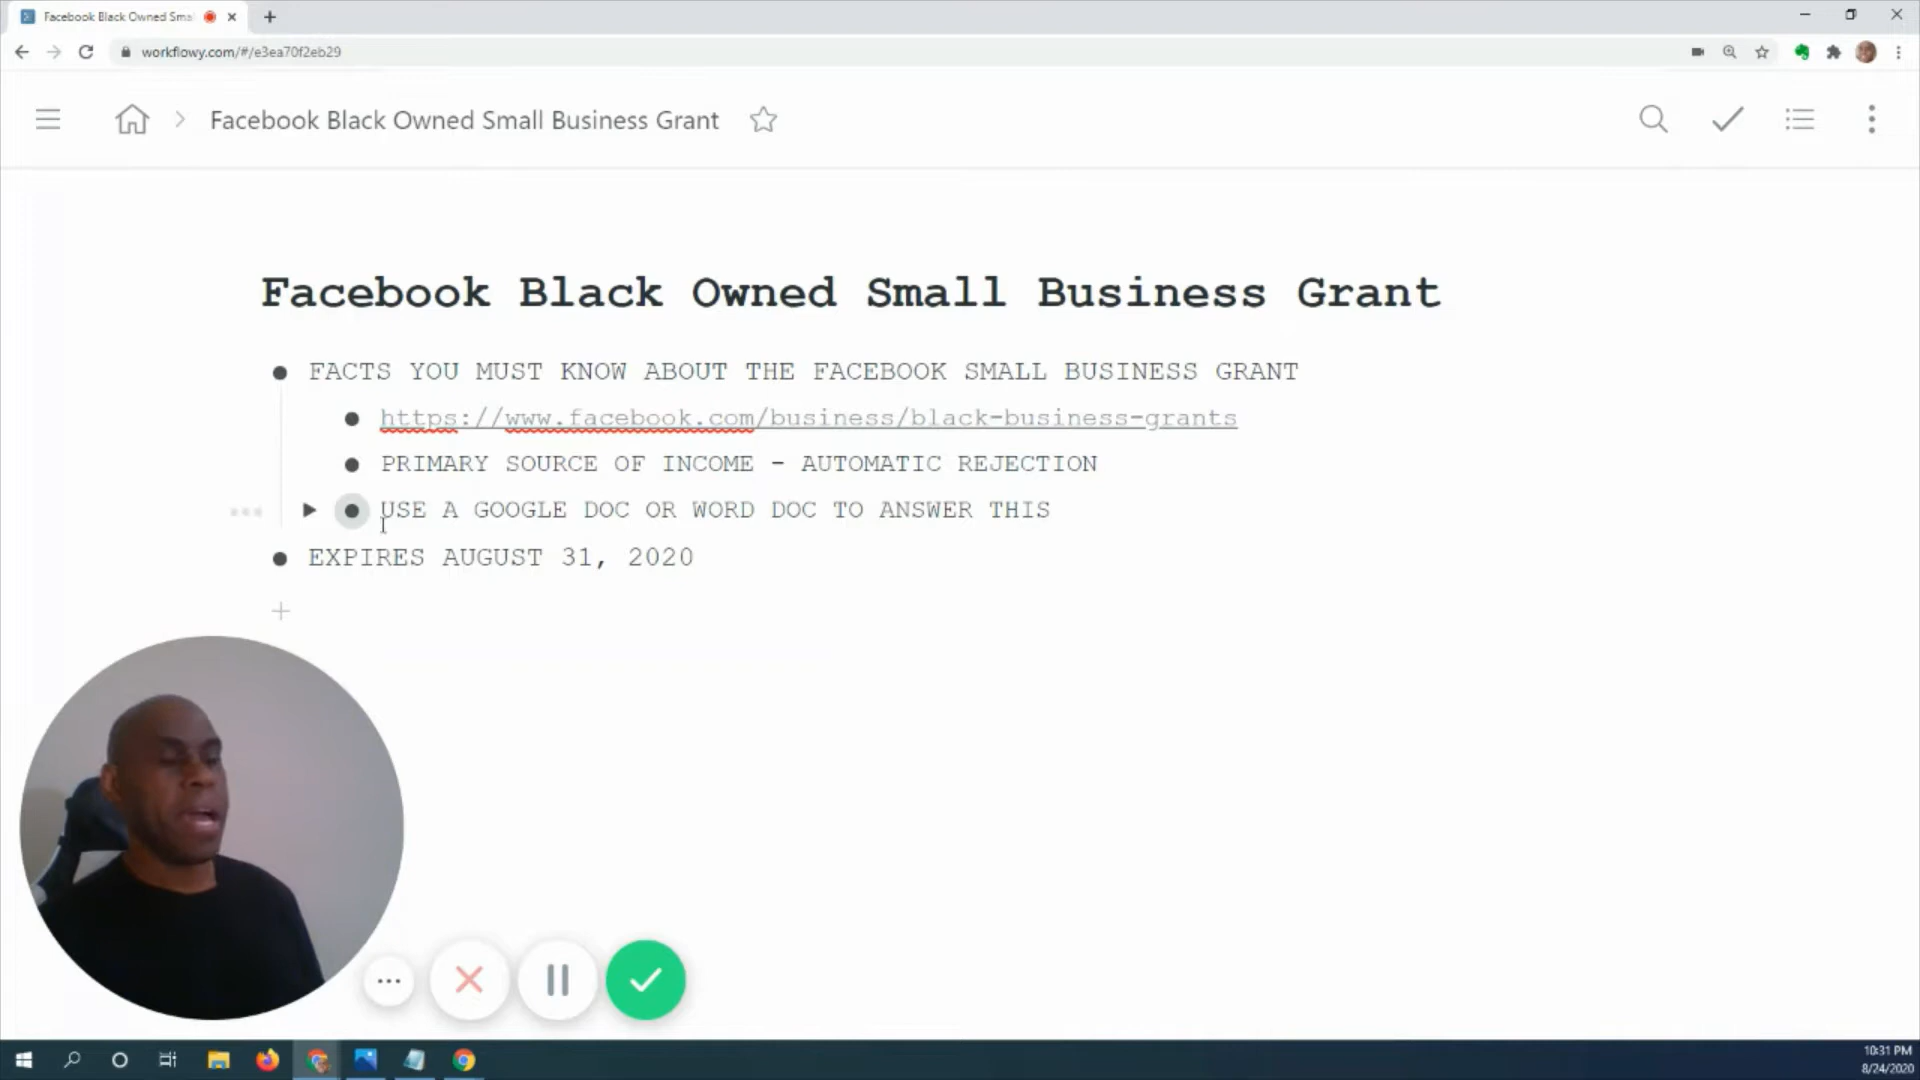 Facebook Black Owned Sma
workflowy.com/#/e3ea70f2eb29
Facebook Black Owned Small Business Grant
Facebook Black Owned Small Business Grant
FACTS YOU MUST KNOW ABOUT THE FACEBOOK SMALL BUSINESS GRANT
https://www.facebook.com/business/black-business-grants
PRIMARY SOURCE OF INCOME - AUTOMATIC REJECTION
USE A GOOGLE DOC OR WORD DOC TO ANSWER THIS
EXPIRES AUGUST 31, 2020
10:31 PM
8/24/2020